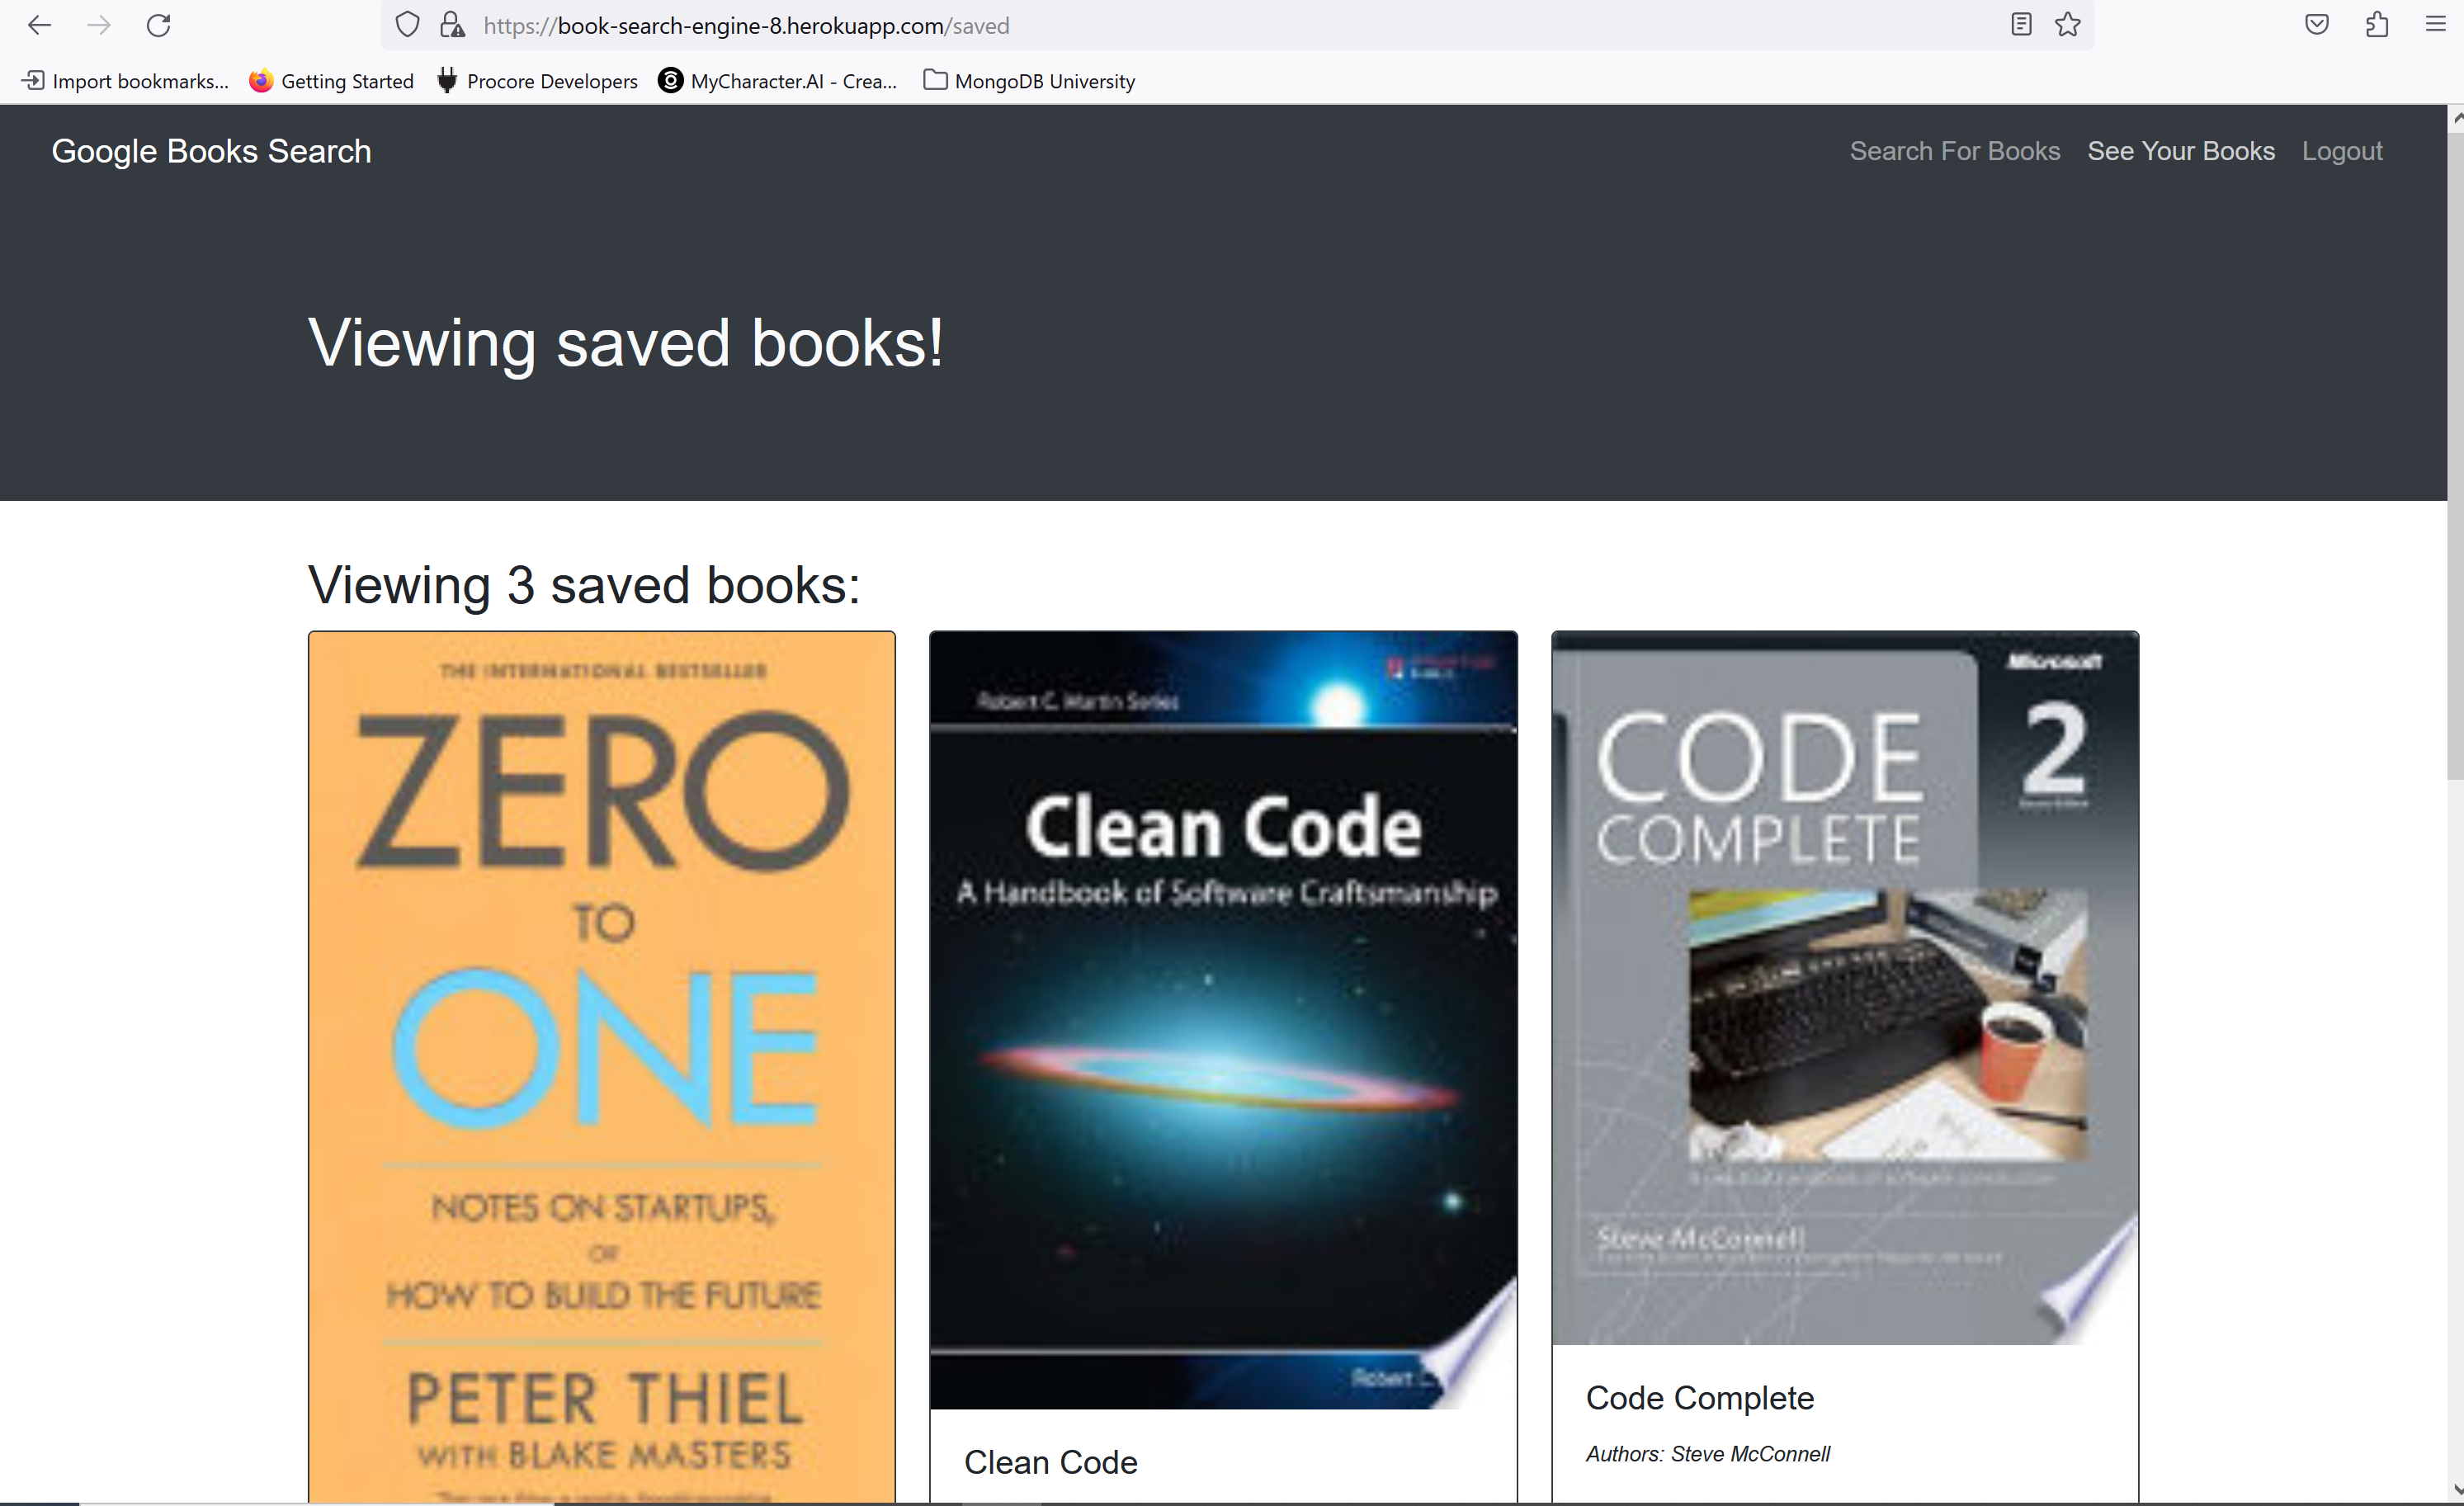 https://book-search-engine-8.herokuapp.com/saved
Import bookmarks... Getting Started Procore Developers MyCharacter.AI - Crea... MongoDB University
Google Books Search Search For Books See Your Books Logout
Viewing saved books!
Viewing 3 saved books:
THE INTERNATIONAL BESTSELLER
ZERO
TO
ONE
NOTES ON STARTUPS,
OR
HOW TO BUILD THE FUTURE
PETER THIEL
WITH BLAKE MASTERS
Robert C. Martin Series
Clean Code
A Handbook of Software Craftsmanship
Robert
Clean Code
Microsoft
2
CODE
COMPLETE
Steve McConnell
Code Complete
Authors: Steve McConnell